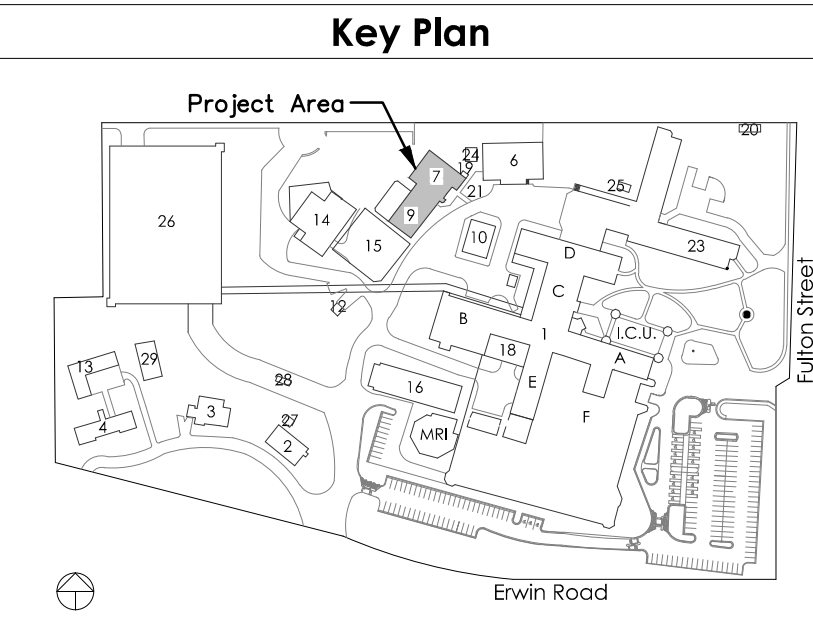 Key Plan
Project Area
20
24
19
6
7
25
21
9
14
26
10
15
23
D
C
12
B
I.C.U.
1
A
18
Fulton Street
13
29
28
E
16
3
27
F
4
2
MRI
Erwin Road